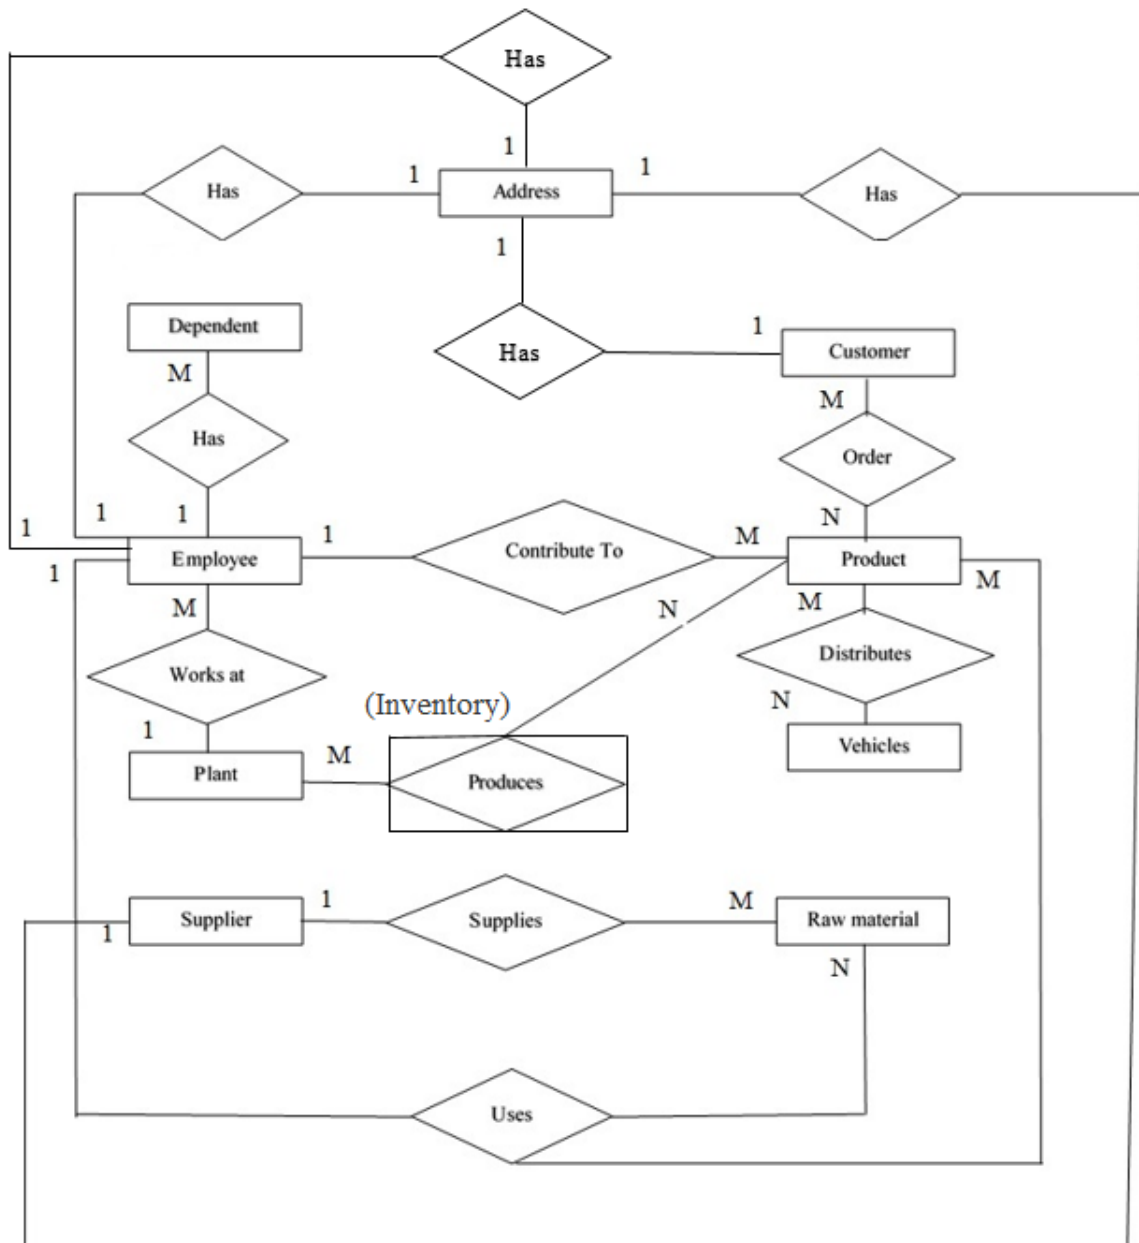 Has
1
1
1
Has
Address
Has
1
Dependent
1
Has
Customer
M
M
Has
Order
1
1
1
1
N
M
Employee
Contribute To
Product
1
M
M
M
N
Works at
Distributes
(Inventory)
N
1
M
Plant
Produces
Vehicles
1
M
Supplier
Supplies
Raw material
1
N
Uses